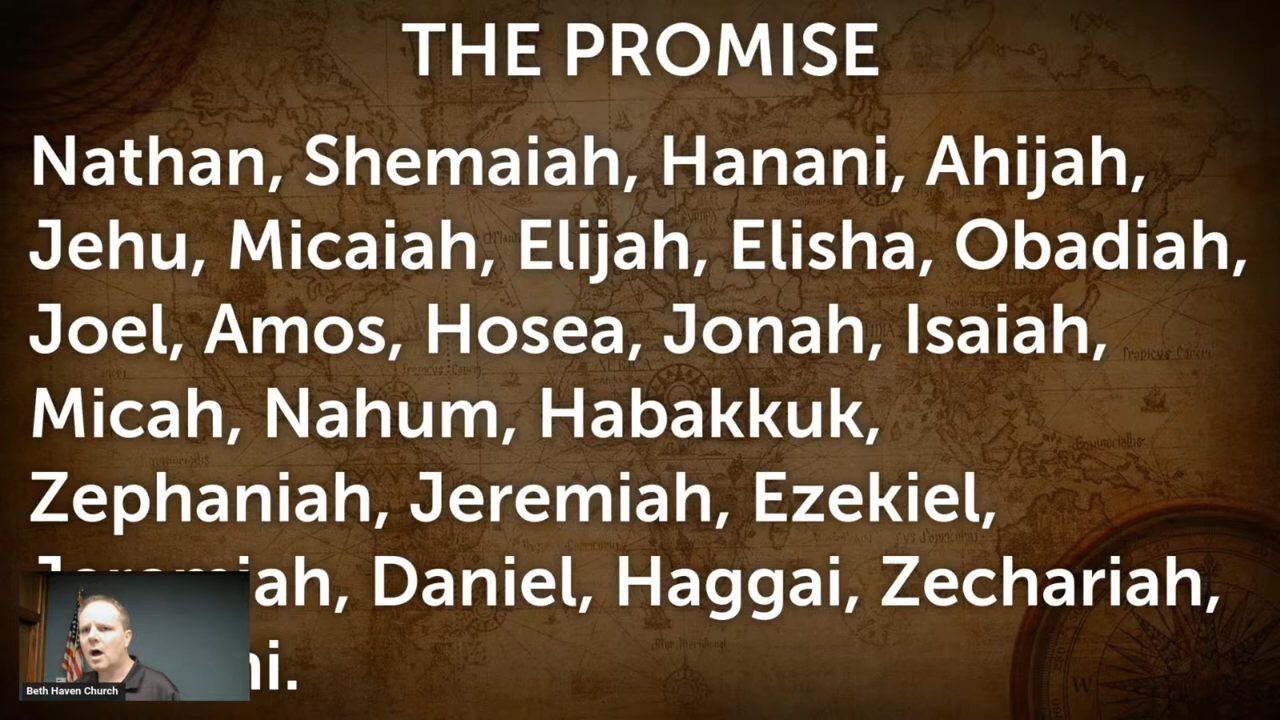 THE PROMISE
Nathan, Shemaiah, Hanani, Ahijah,
Jehu, Micaiah, Elijah, Elisha, Obadiah,
Joel, Amos, Hosea, Jonah, Isaiah,
Micah, Nahum, Habakkuk,
Zephaniah, Jeremiah, Ezekiel,
Jeremiah, Daniel, Haggai, Zechariah,
Beth Haven Church